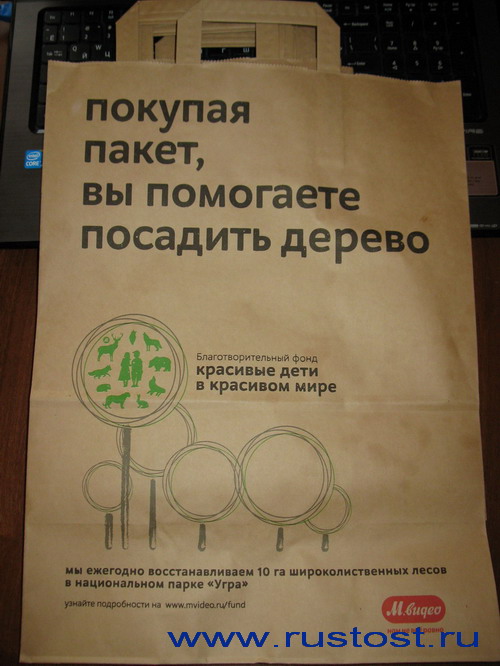 покупая
пакет,
вы помогаете
посадить дерево
Благотворительный фонд
красивые дети
в красивом мире
мы ежегодно восстанавливаем 10 га широколиственных лесов
в национальном парке «Угра»
узнайте подробности на www.mvideo.ru/fund
М.видео
www.rustost.ru